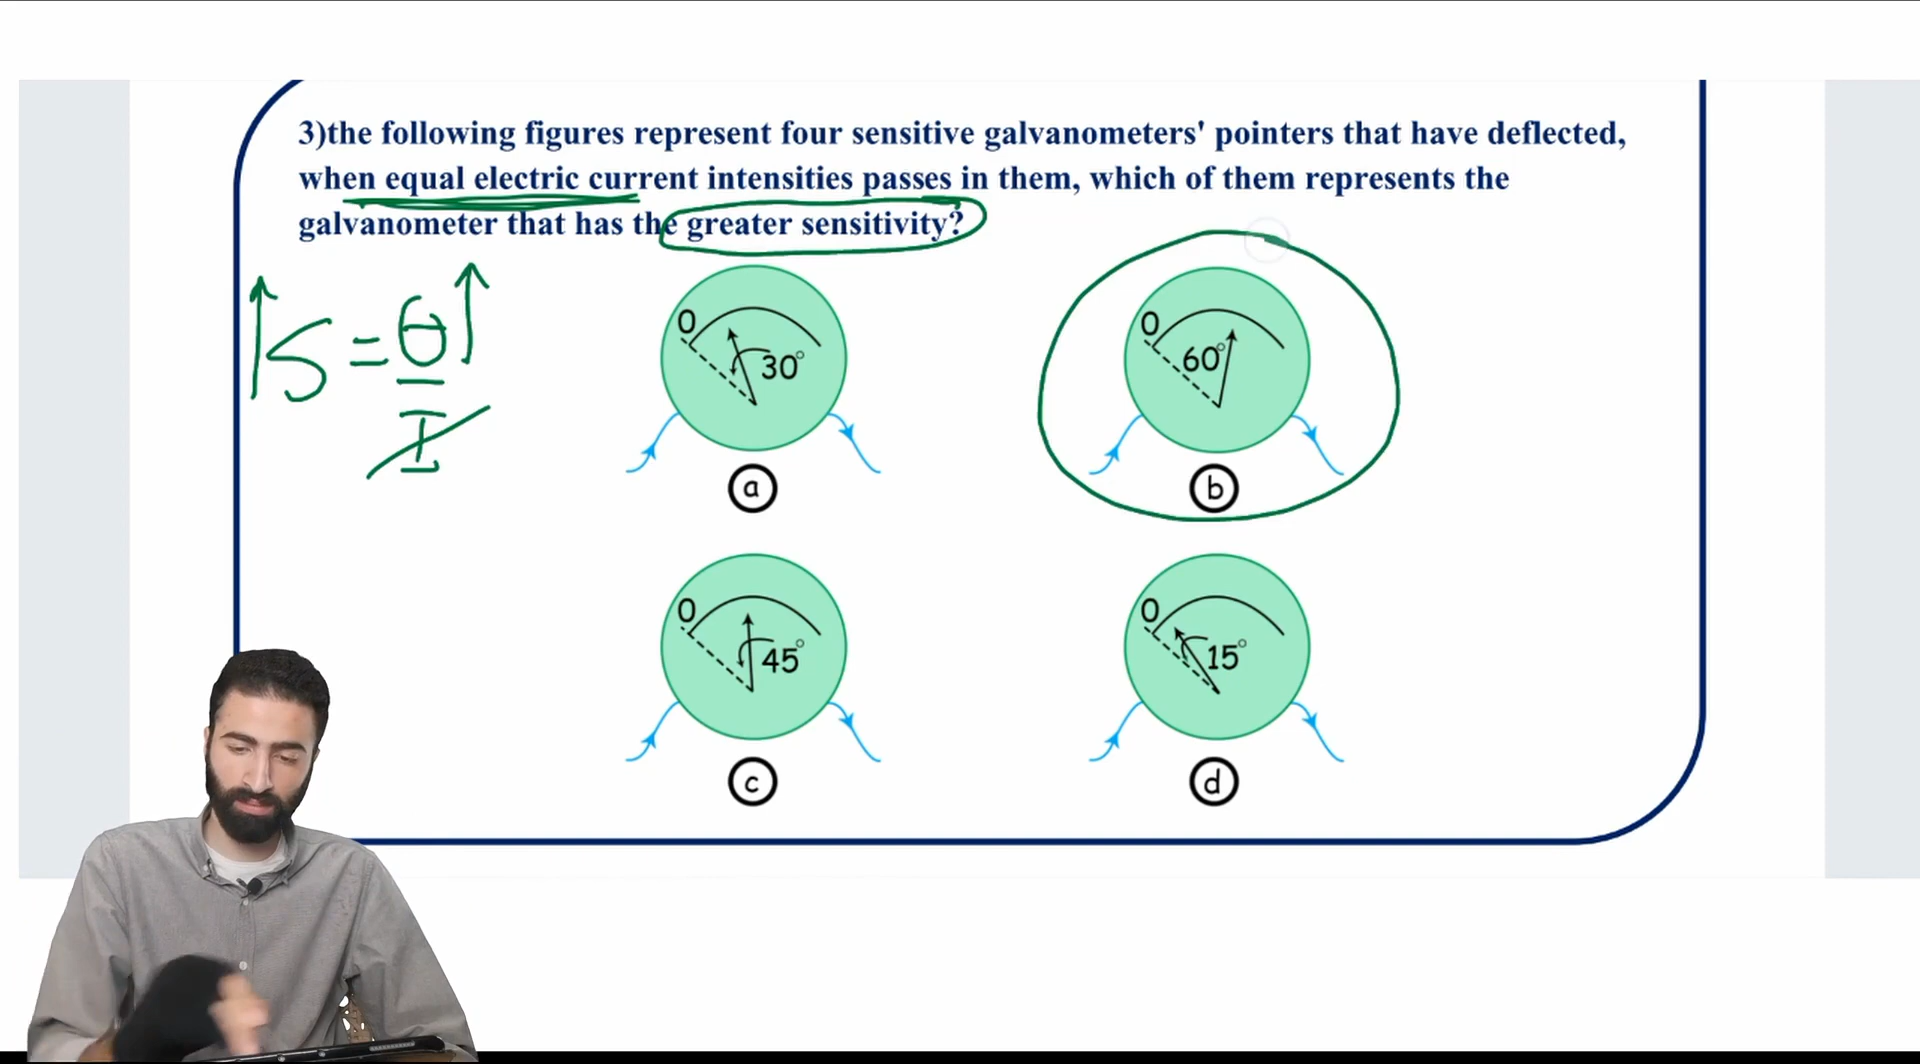 3)the following figures represent four sensitive galvanometers' pointers that have deflected,
when equal electric current intensities passes in them, which of them represents the
galvanometer that has the greater sensitivity?
S = θ
I
0
30°
a
0
60°
b
0
45°
c
0
15°
d